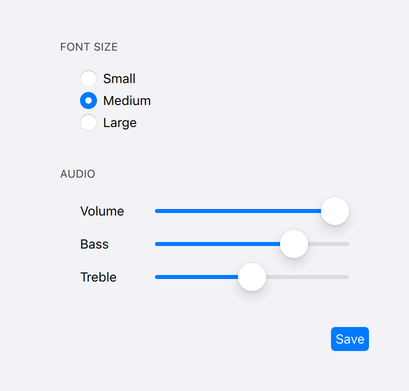 FONT SIZE
Small
Medium
Large
AUDIO
Volume
Bass
Treble
Save